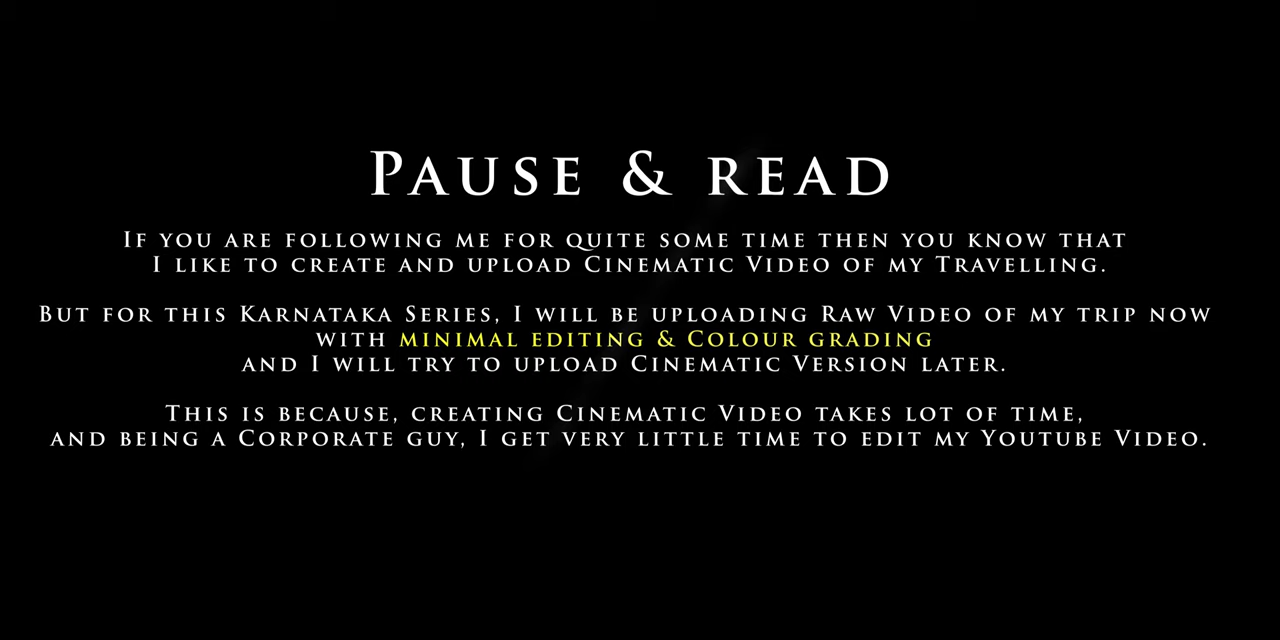 Pause & read
If you are following me for quite some time then you know that
I like to create and upload Cinematic Video of my Travelling.
But for this Karnataka Series, I will be uploading Raw Video of my trip now
with minimal editing & Colour grading
and I will try to upload Cinematic Version later.
This is because, creating Cinematic Video takes lot of time,
and being a Corporate guy, I get very little time to edit my Youtube Video.